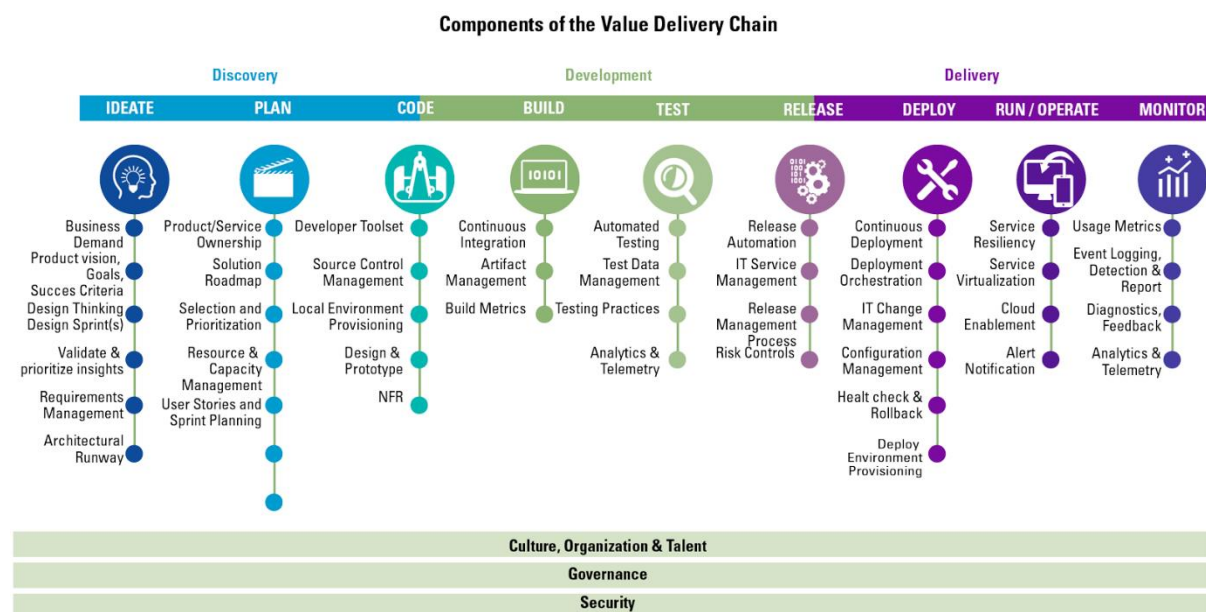 Components of the Value Delivery Chain
Discovery
Development
Delivery
IDEATE
PLAN
CODE
BUILD
TEST
RELEASE
DEPLOY
RUN / OPERATE
MONITOR
10101
0101
101
001
1001
Business
Demand
Product vision,
Goals,
Succes Criteria
Design Thinking
Design Sprint(s)
Validate &
prioritize insights
Requirements
Management
Architectural
Runway
Product/Service
Ownership
Solution
Roadmap
Selection and
Prioritization
Resource &
Capacity
Management
User Stories and
Sprint Planning
Developer Toolset
Source Control
Management
Local Environment
Provisioning
Design &
Prototype
NFR
Continuous
Integration
Artifact
Management
Build Metrics
Automated
Testing
Test Data
Management
Testing Practices
Analytics &
Telemetry
Release
Automation
IT Service
Management
Release
Management
Process
Risk Controls
Continuous
Deployment
Deployment
Orchestration
IT Change
Management
Configuration
Management
Healt check &
Rollback
Deploy
Environment
Provisioning
Service
Resiliency
Service
Virtualization
Cloud
Enablement
Alert
Notification
Usage Metrics
Event Logging,
Detection &
Report
Diagnostics,
Feedback
Analytics &
Telemetry
Culture, Organization & Talent
Governance
Security